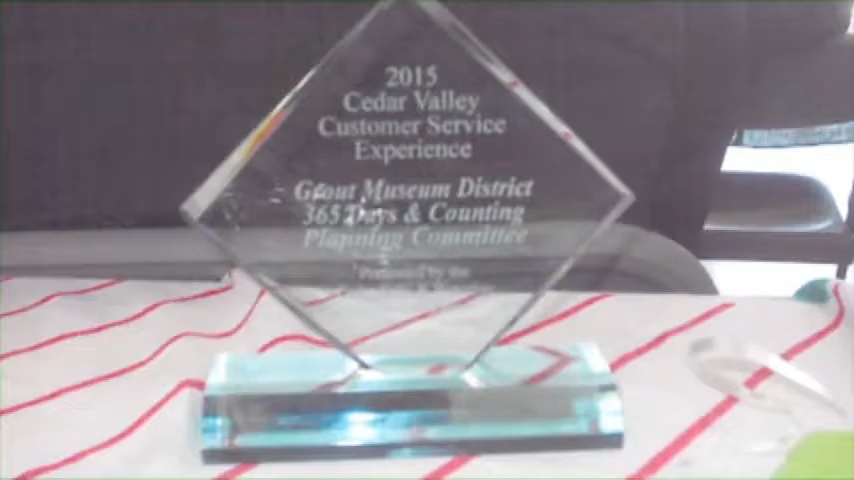 2015
Cedar Valley
Customer Service
Experience
Grout Museum District
365 Days & Counting
Planning Committee
Presented by the